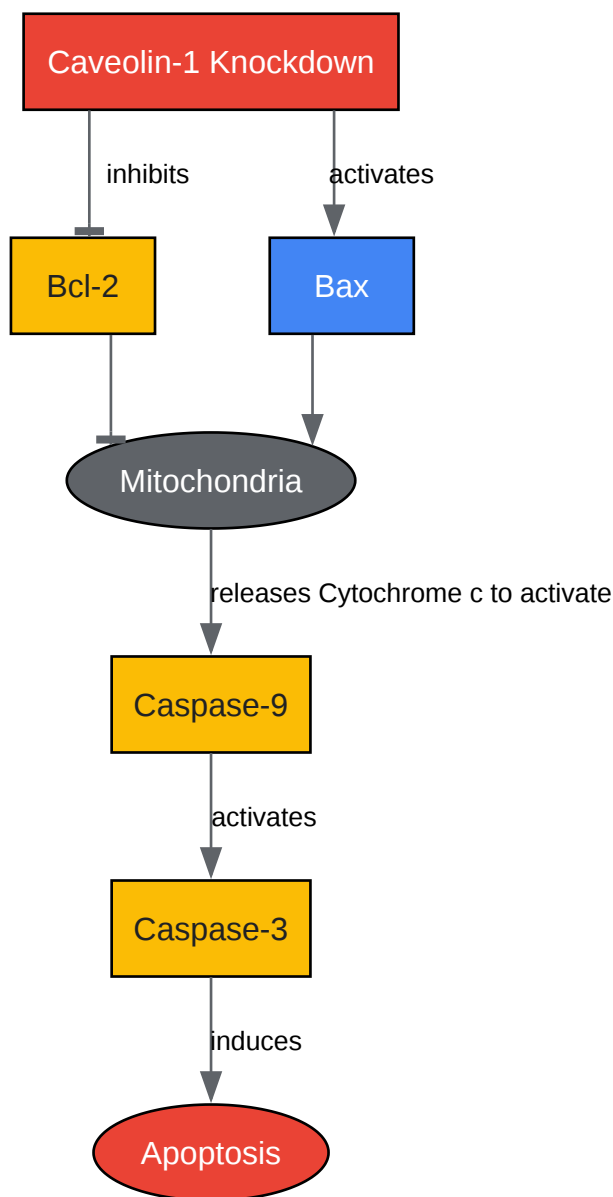 Caveolin-1 Knockdown
inhibits
activates
Bcl-2
Bax
Mitochondria
releases Cytochrome c to activate
Caspase-9
activates
Caspase-3
induces
Apoptosis